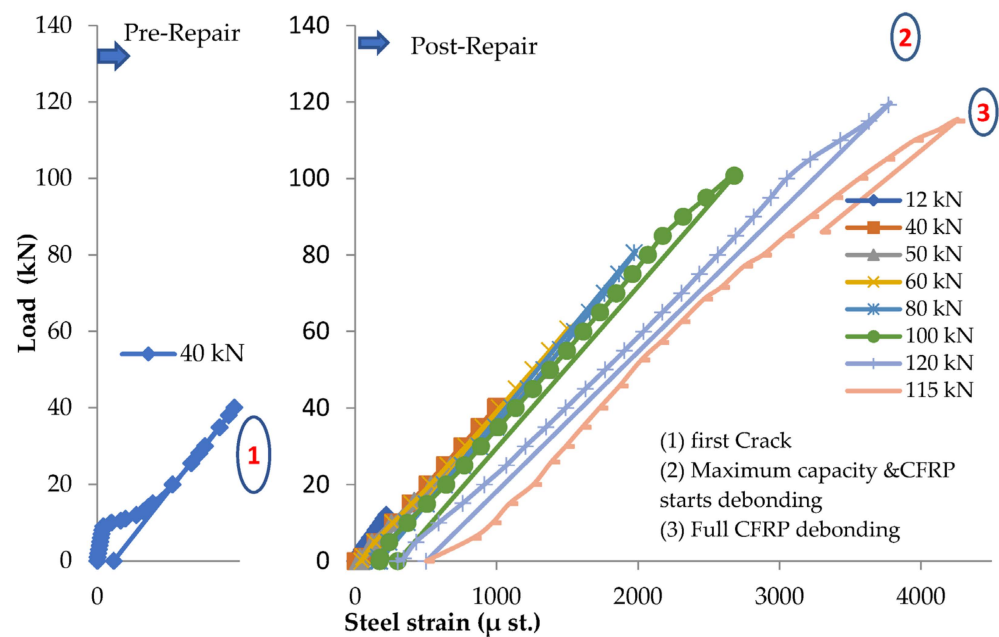 Load (kN)
140
120
100
80
60
40
20
0
0
Pre-Repair
40 kN
1
140
120
100
80
60
40
20
0
0
1000
2000
3000
4000
Post-Repair
2
3
12 kN
40 kN
50 kN
60 kN
80 kN
100 kN
120 kN
115 kN
(1) first Crack
(2) Maximum capacity &CFRP
starts debonding
(3) Full CFRP debonding
Steel strain (µ st.)